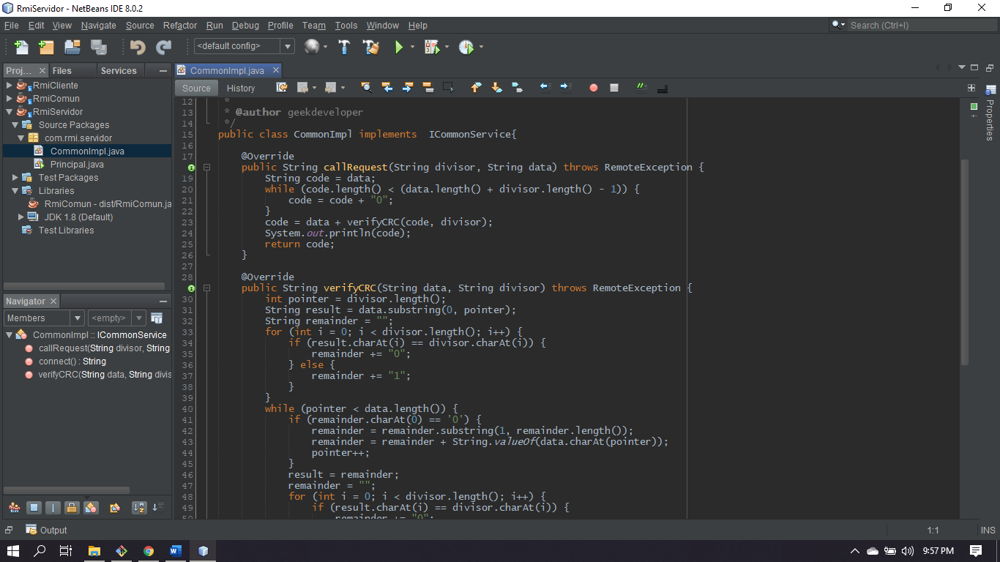 RmiServidor - NetBeans IDE 8.0.2
File Edit View Navigate Source Refactor Run Debug Profile Team Tools Window Help
Search (Ctrl+I)
<default config>
Proj... Files Services
RmiCliente
RmiComun
RmiServidor
Source Packages
com.rmi.servidor
CommonImpl.java
Principal.java
Test Packages
Libraries
RmiComun - dist/RmiComun.ja
JDK 1.8 (Default)
Test Libraries
Navigator
Members <empty>
CommonImpl :: ICommonService
callRequest(String divisor, String
connect() : String
verifyCRC(String data, String divis
CommonImpl.java
Source History
12 *
13 * @author geekdeveloper
14 */
15 public class CommonImpl implements  ICommonService{
16
17 @Override
public String callRequest(String divisor, String data) throws RemoteException {
19 String code = data;
20 while (code.length() < (data.length() + divisor.length() - 1)) {
21 code = code + "0";
22 }
23 code = data + verifyCRC(code, divisor);
24 System.out.println(code);
25 return code;
26 }
27
28 @Override
public String verifyCRC(String data, String divisor) throws RemoteException {
30 int pointer = divisor.length();
31 String result = data.substring(0, pointer);
32 String remainder = "";
33 for (int i = 0; i < divisor.length(); i++) {
34 if (result.charAt(i) == divisor.charAt(i)) {
35 remainder += "0";
36 } else {
37 remainder += "1";
38 }
39 }
40 while (pointer < data.length()) {
41 if (remainder.charAt(0) == '0') {
42 remainder = remainder.substring(1, remainder.length());
43 remainder = remainder + String.valueOf(data.charAt(pointer));
44 pointer++;
45 }
46 result = remainder;
47 remainder = "";
48 for (int i = 0; i < divisor.length(); i++) {
49 if (result.charAt(i) == divisor.charAt(i)) {
50 remainder += "0";
Properties
Output
1:1 INS
9:57 PM